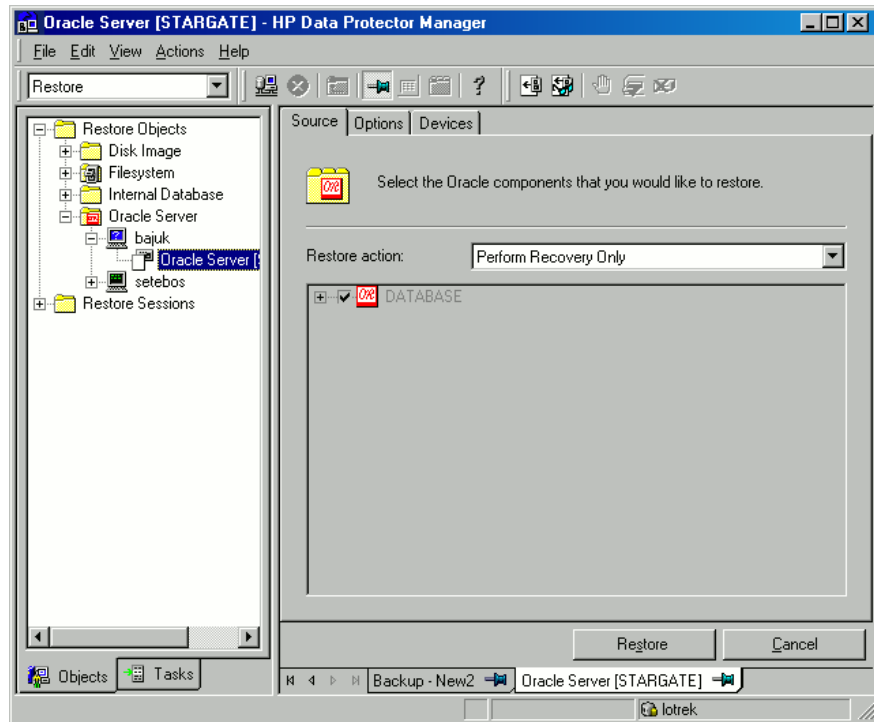 Oracle Server [STARGATE] - HP Data Protector Manager
File Edit View Actions Help
Restore
Restore Objects
Disk Image
Filesystem
Internal Database
Oracle Server
bajuk
Oracle Server [
setebos
Restore Sessions
Objects
Tasks
Source Options Devices
Select the Oracle components that you would like to restore.
Restore action: Perform Recovery Only
DATABASE
Restore Cancel
Backup - New2 Oracle Server [STARGATE]
lotrek